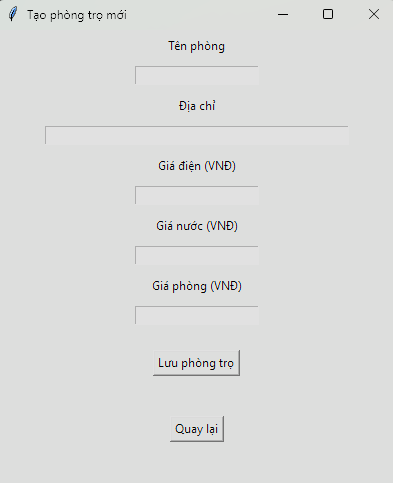 Tạo phòng trọ mới
Tên phòng
Địa chỉ
Giá điện (VNĐ)
Giá nước (VNĐ)
Giá phòng (VNĐ)
Lưu phòng trọ
Quay lại